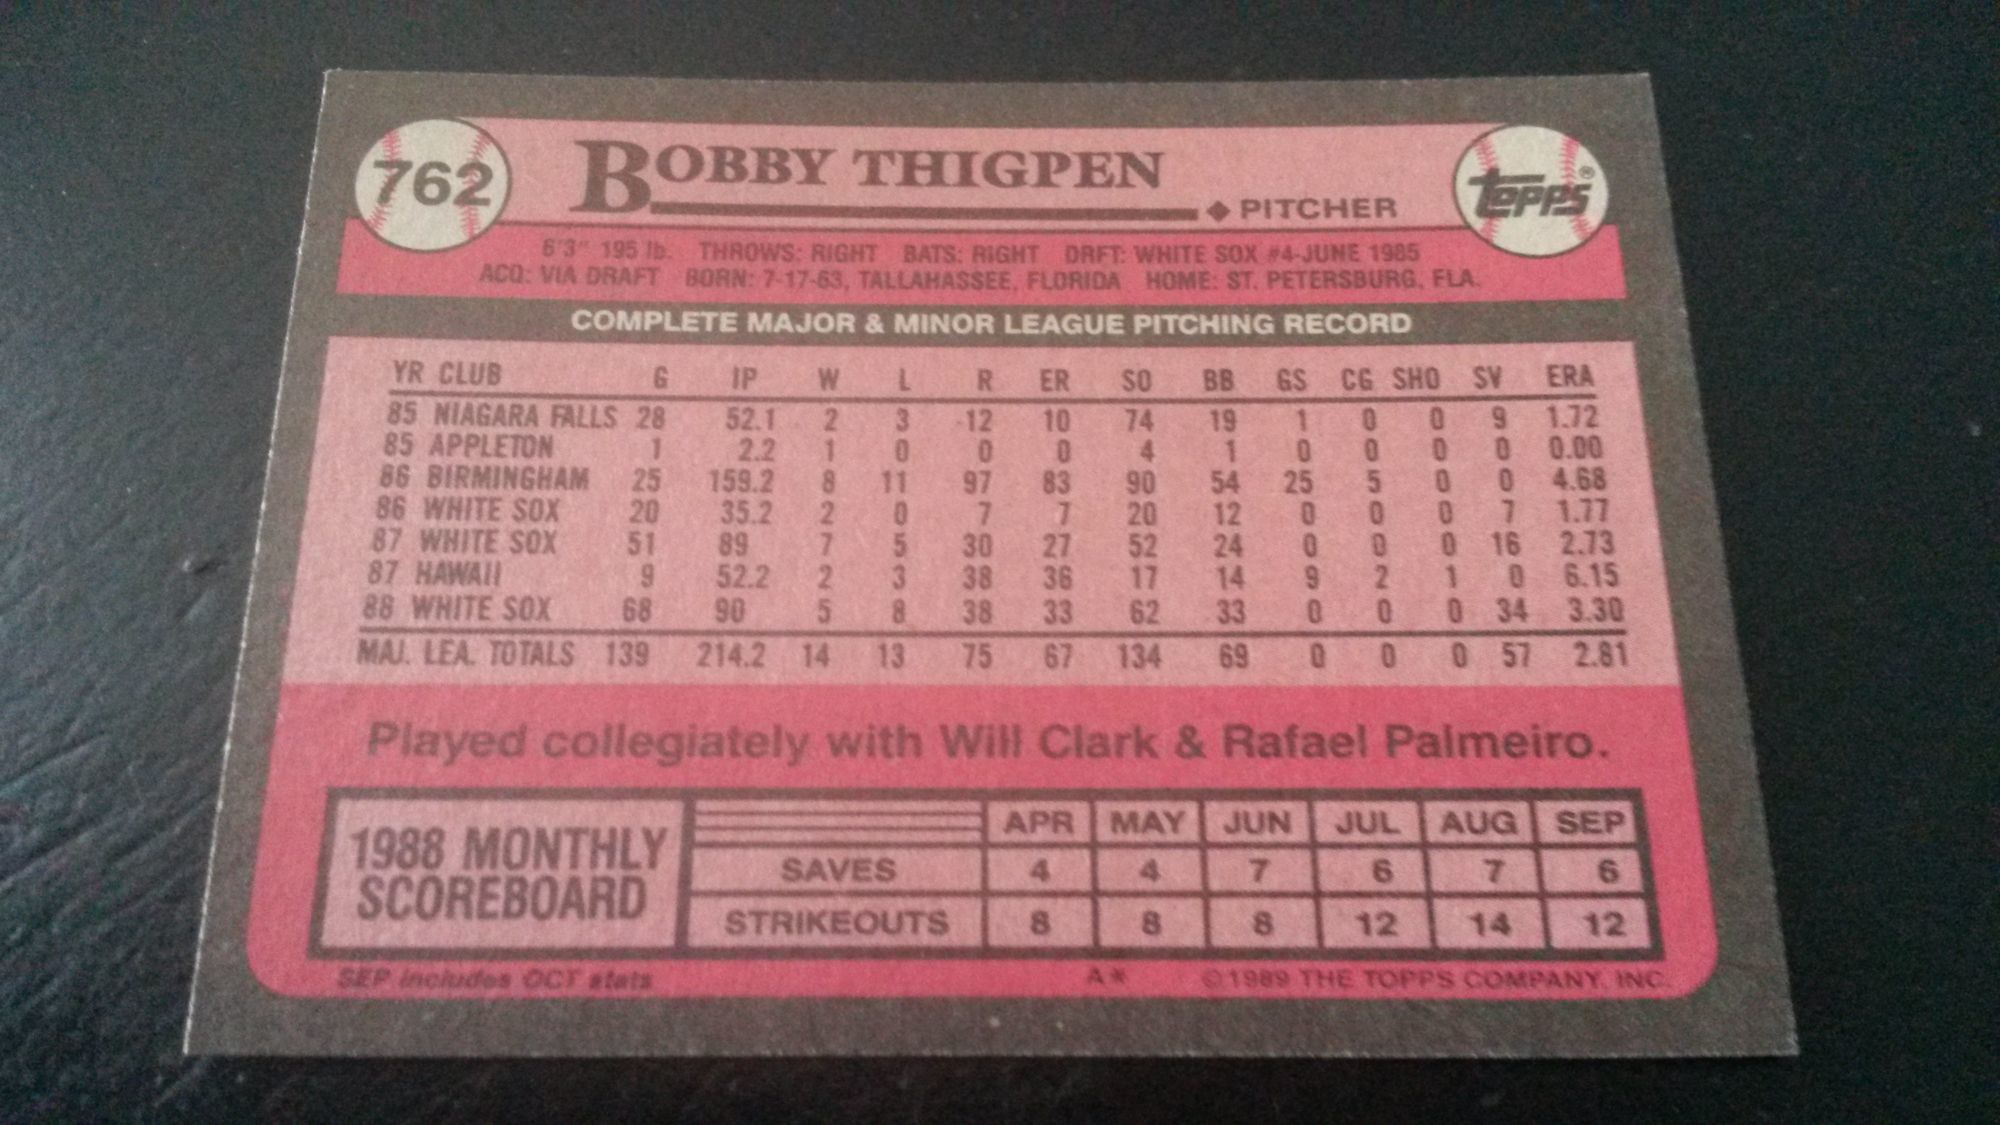 762
BOBBY THIGPEN
◆ PITCHER
topps®
6'3" 195 lb. THROWS: RIGHT BATS: RIGHT DRFT: WHITE SOX #4-JUNE 1985
ACQ: VIA DRAFT BORN: 7-17-63, TALLAHASSEE, FLORIDA HOME: ST. PETERSBURG, FLA.
COMPLETE MAJOR & MINOR LEAGUE PITCHING RECORD
YR CLUB G IP W L R ER SO BB GS CG SHO SV ERA
85 NIAGARA FALLS 28 52.1 2 3 12 10 74 19 1 0 0 9 1.72
85 APPLETON 1 2.2 1 0 0 0 4 1 0 0 0 0 0.00
86 BIRMINGHAM 25 159.2 8 11 97 83 90 54 25 5 0 0 4.68
86 WHITE SOX 20 35.2 2 0 7 7 20 12 0 0 0 7 1.77
87 WHITE SOX 51 89 7 5 30 27 52 24 0 0 0 16 2.73
87 HAWAII 9 52.2 2 3 38 36 17 14 9 2 1 0 6.15
88 WHITE SOX 68 90 5 8 38 33 62 33 0 0 0 34 3.30
MAJ. LEA. TOTALS 139 214.2 14 13 75 67 134 69 0 0 0 57 2.81
Played collegiately with Will Clark & Rafael Palmeiro.
1988 MONTHLY
SCOREBOARD
APR MAY JUN JUL AUG SEP
SAVES 4 4 7 6 7 6
STRIKEOUTS 8 8 8 12 14 12
SEP includes OCT stats A* ©1989 THE TOPPS COMPANY, INC.